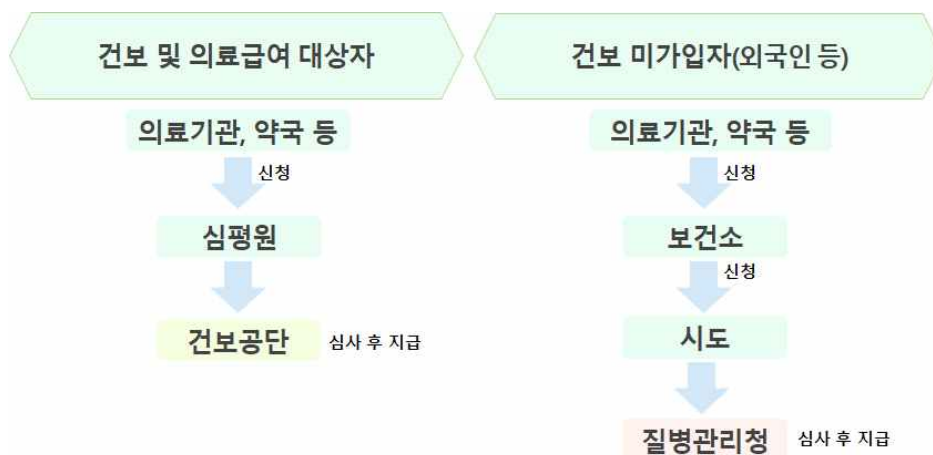 건보 및 의료급여 대상자
의료기관, 약국 등
신청
심평원
건보공단 심사 후 지급
건보 미가입자(외국인 등)
의료기관, 약국 등
신청
보건소
신청
시도
질병관리청 심사 후 지급